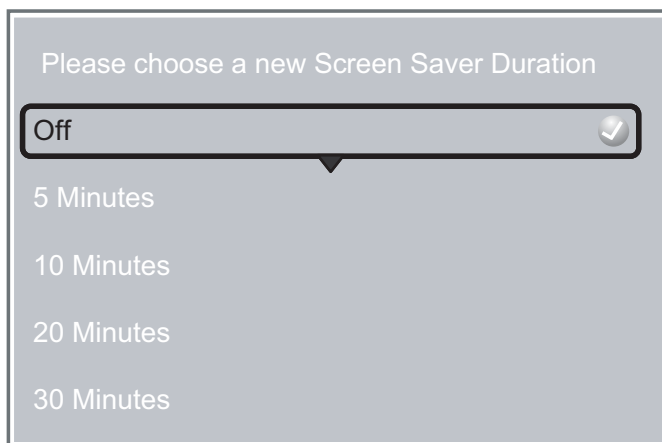 Please choose a new Screen Saver Duration
Off
5 Minutes
10 Minutes
20 Minutes
30 Minutes